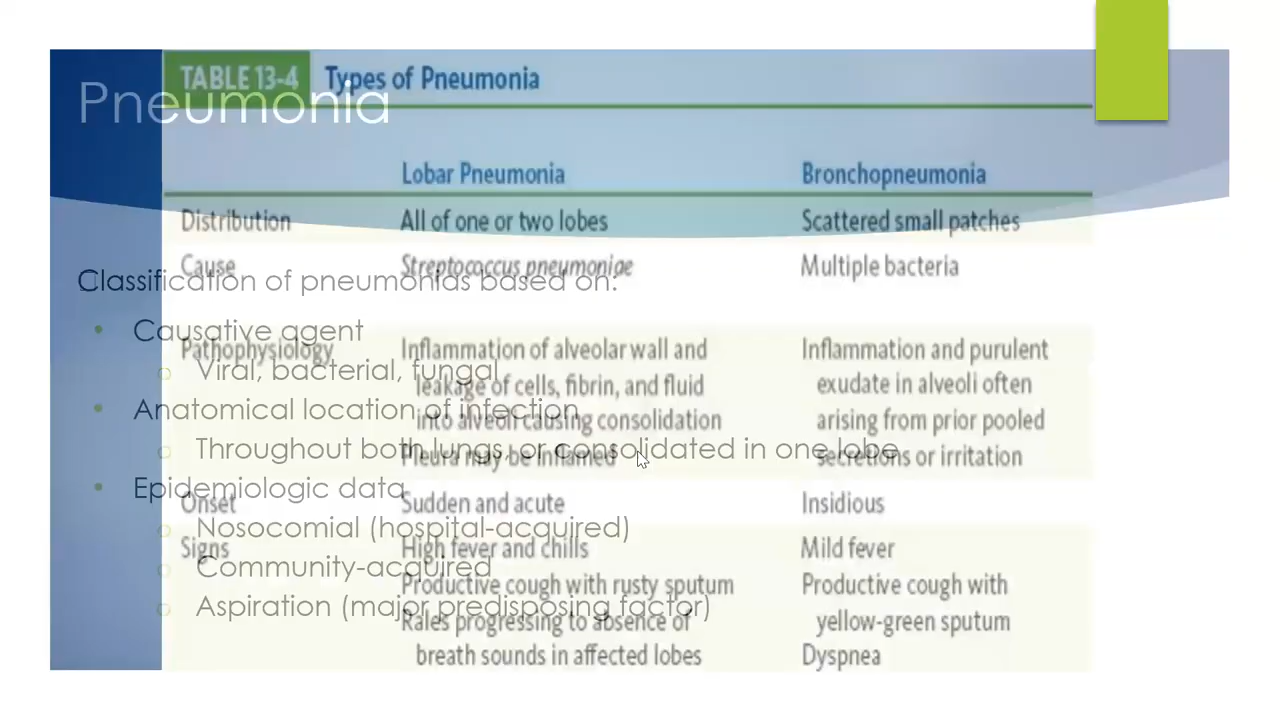 Pneumonia
Classification of pneumonias based on:
• Causative agent
o Viral, bacterial, fungal
• Anatomical location of infection
o Throughout both lungs, or consolidated in one lobe
• Epidemiologic data
o Nosocomial (hospital-acquired)
o Community-acquired
o Aspiration (major predisposing factor)
TABLE 13-4 Types of Pneumonia
Lobar Pneumonia Bronchopneumonia
Distribution All of one or two lobes Scattered small patches
Cause Streptococcus pneumoniae Multiple bacteria
Pathophysiology Inflammation of alveolar wall and Inflammation and purulent
leakage of cells, fibrin, and fluid exudate in alveoli often
into alveoli causing consolidation arising from prior pooled
Pleura may be inflamed secretions or irritation
Onset Sudden and acute Insidious
Signs High fever and chills Mild fever
Productive cough with rusty sputum Productive cough with
Rales progressing to absence of yellow-green sputum
breath sounds in affected lobes Dyspnea